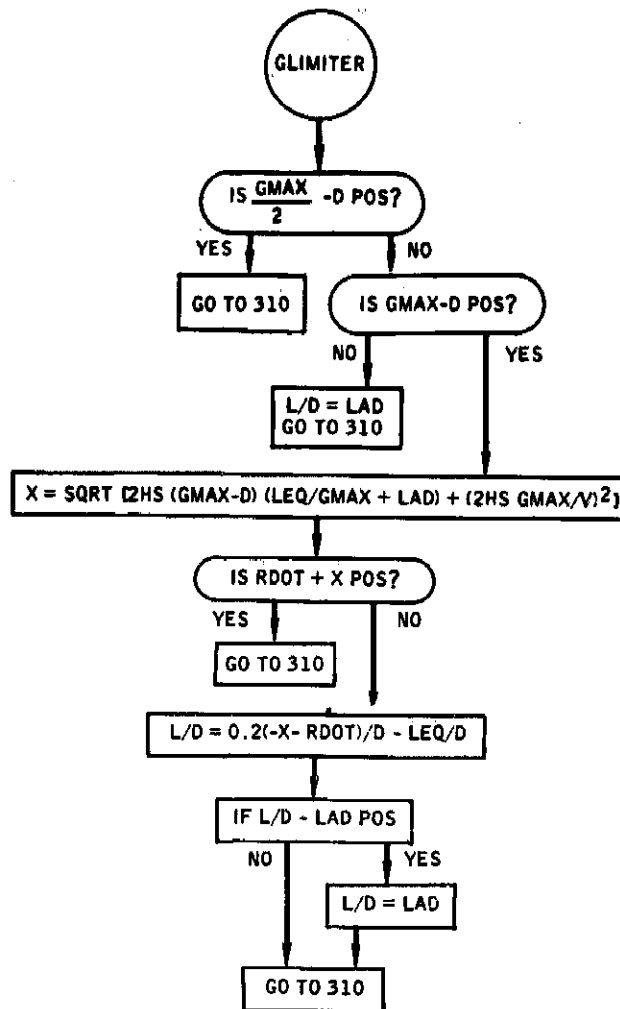 GLIMITER
IS GMAX/2 -D POS?
YES
NO
GO TO 310
IS GMAX-D POS?
NO
YES
L/D = LAD
GO TO 310
X = SQRT [2HS (GMAX-D) (LEQ/GMAX + LAD) + (2HS GMAX/V)²]
IS RDOT + X POS?
YES
NO
GO TO 310
L/D = 0.2(-X- RDOT)/D - LEQ/D
IF L/D - LAD POS
NO
YES
L/D = LAD
GO TO 310